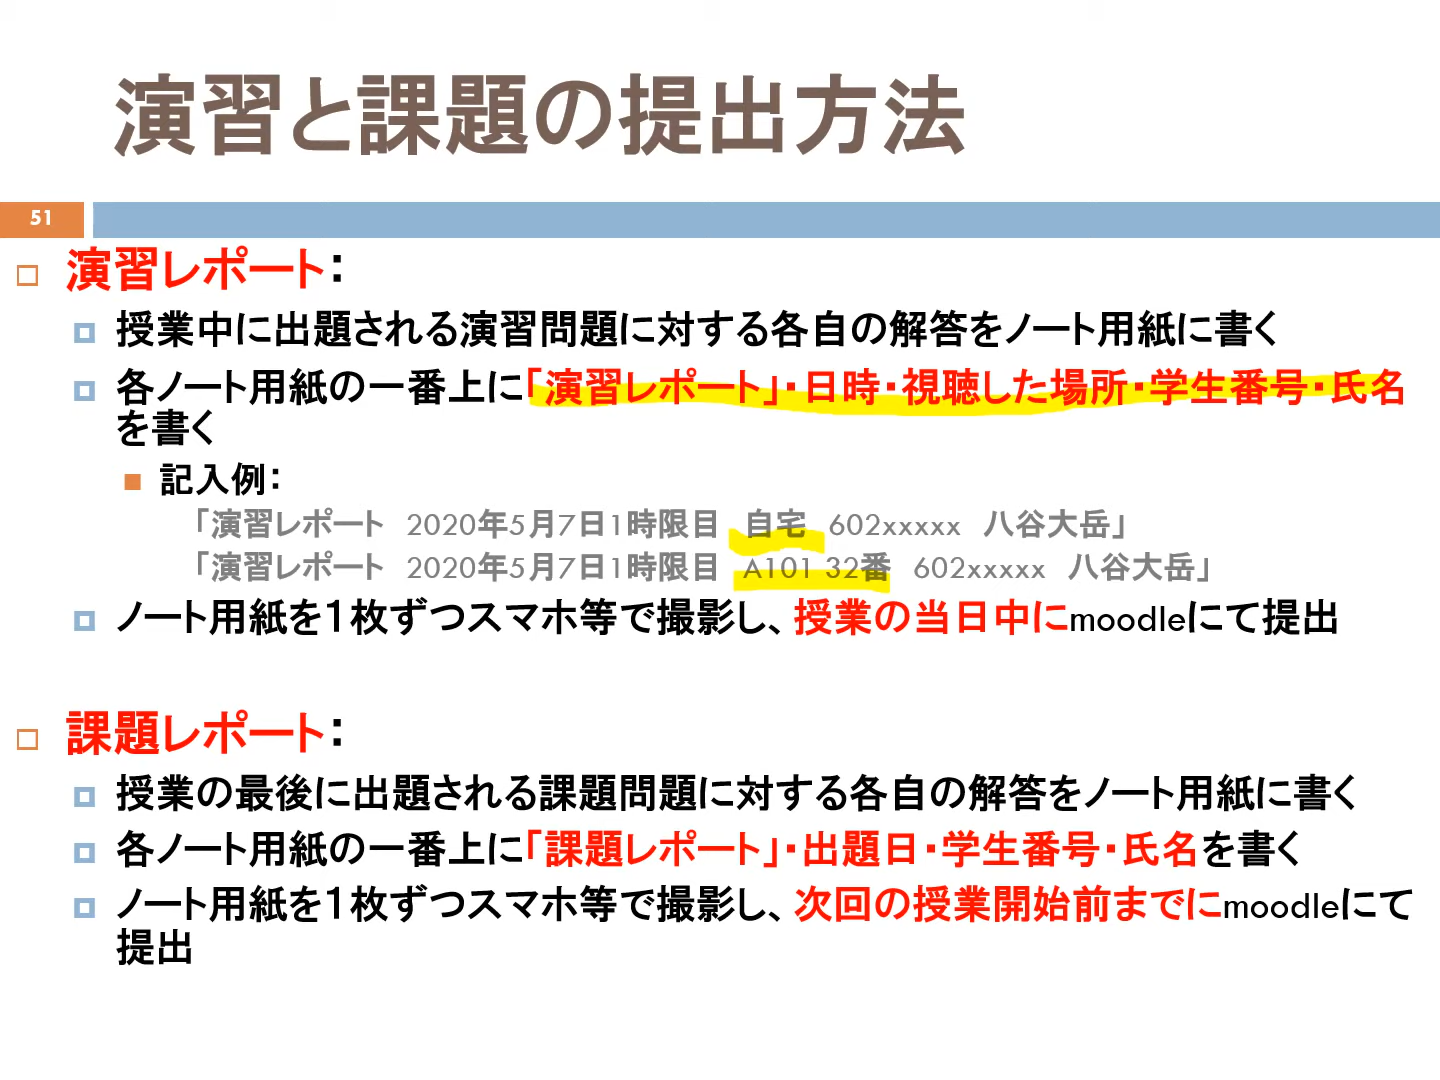 演習と課題の提出方法
51
演習レポート：
授業中に出題される演習問題に対する各自の解答をノート用紙に書く
各ノート用紙の一番上に「演習レポート」・日時・視聴した場所・学生番号・氏名
を書く
記入例：
「演習レポート　2020年5月7日1時限目　自宅　602xxxxx　八谷大岳」
「演習レポート　2020年5月7日1時限目　A101 32番　602xxxxx　八谷大岳」
ノート用紙を１枚ずつスマホ等で撮影し、授業の当日中にmoodleにて提出
課題レポート：
授業の最後に出題される課題問題に対する各自の解答をノート用紙に書く
各ノート用紙の一番上に「課題レポート」・出題日・学生番号・氏名を書く
ノート用紙を１枚ずつスマホ等で撮影し、次回の授業開始前までにmoodleにて
提出